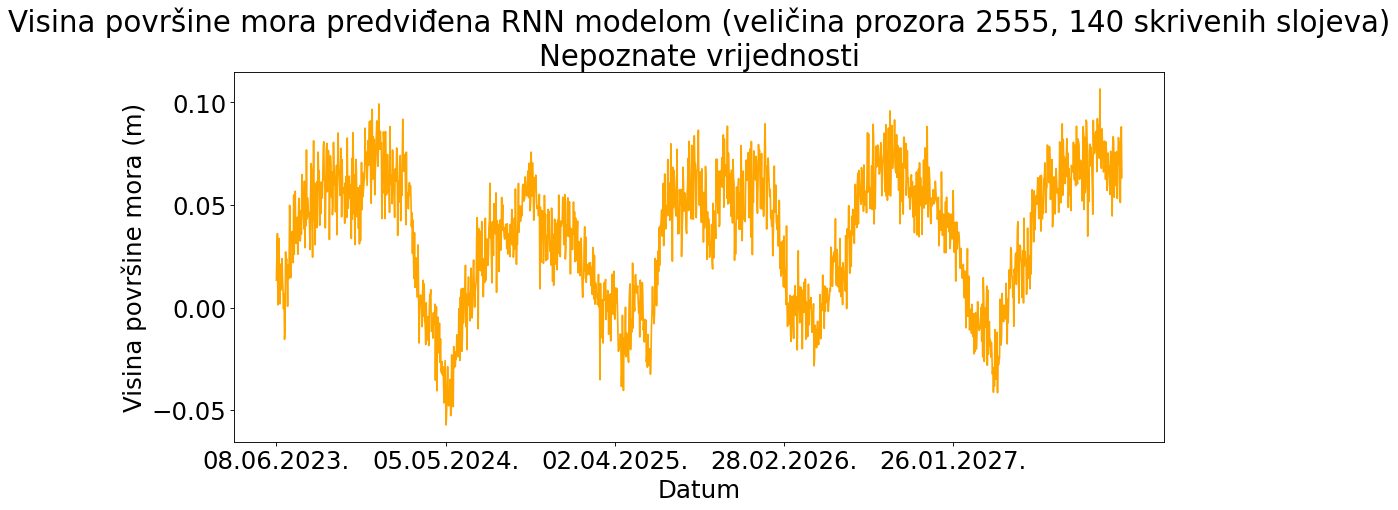 Visina površine mora predviđena RNN modelom (veličina prozora 2555, 140 skrivenih slojeva)
Nepoznate vrijednosti
Visina površine mora (m)
0.10
0.05
0.00
−0.05
08.06.2023. 05.05.2024. 02.04.2025. 28.02.2026. 26.01.2027.
Datum